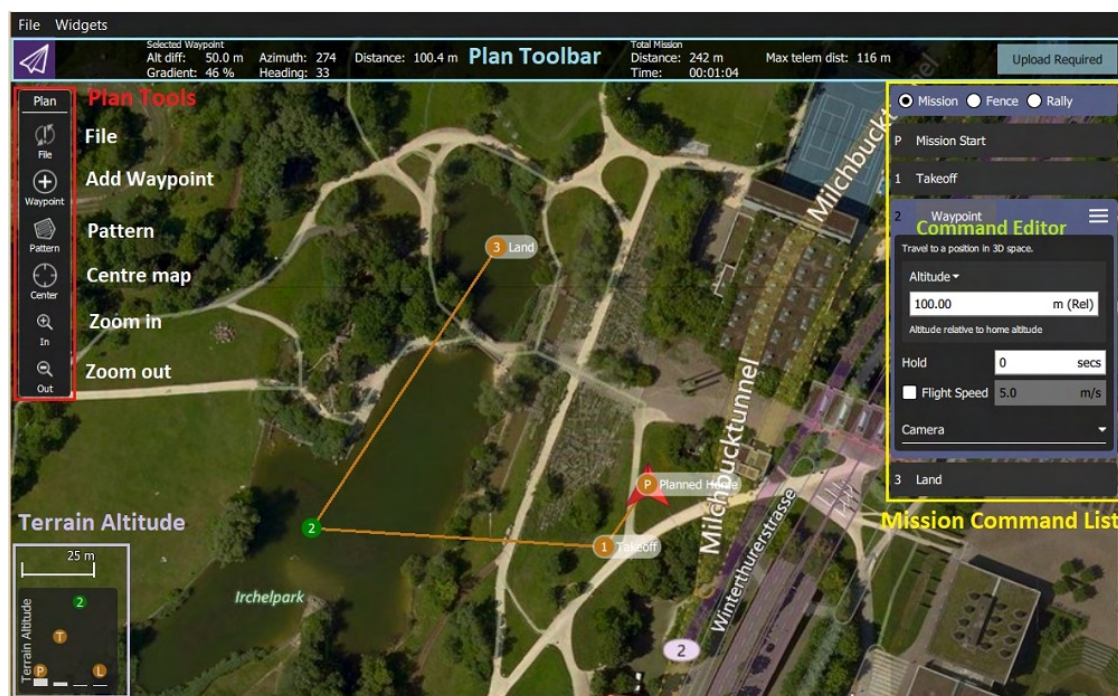 File Widgets
Selected Waypoint
Alt diff: 50.0 m Azimuth: 274 Distance: 100.4 m
Gradient: 46 % Heading: 33
Plan Toolbar
Total Mission
Distance: 242 m Max telem dist: 116 m
Time: 00:01:04
Upload Required
Plan
Plan Tools
File
File
Add Waypoint
Waypoint
Pattern
Pattern
Centre map
Center
Zoom in
In
Zoom out
Out
Mission Fence Rally
P Mission Start
1 Takeoff
2 Waypoint
Command Editor
Travel to a position in 3D space.
Altitude
100.00 m (Rel)
Altitude relative to home altitude
Hold 0 secs
Flight Speed 5.0 m/s
Camera
3 Land
Mission Command List
Milchbucktunnel
3 Land
Milchbucktunnel
P Planned Home
2
1 Takeoff
Winterthurerstrasse
Irchelpark
2
Terrain Altitude
25 m
Terrain Altitude
2
T
P L